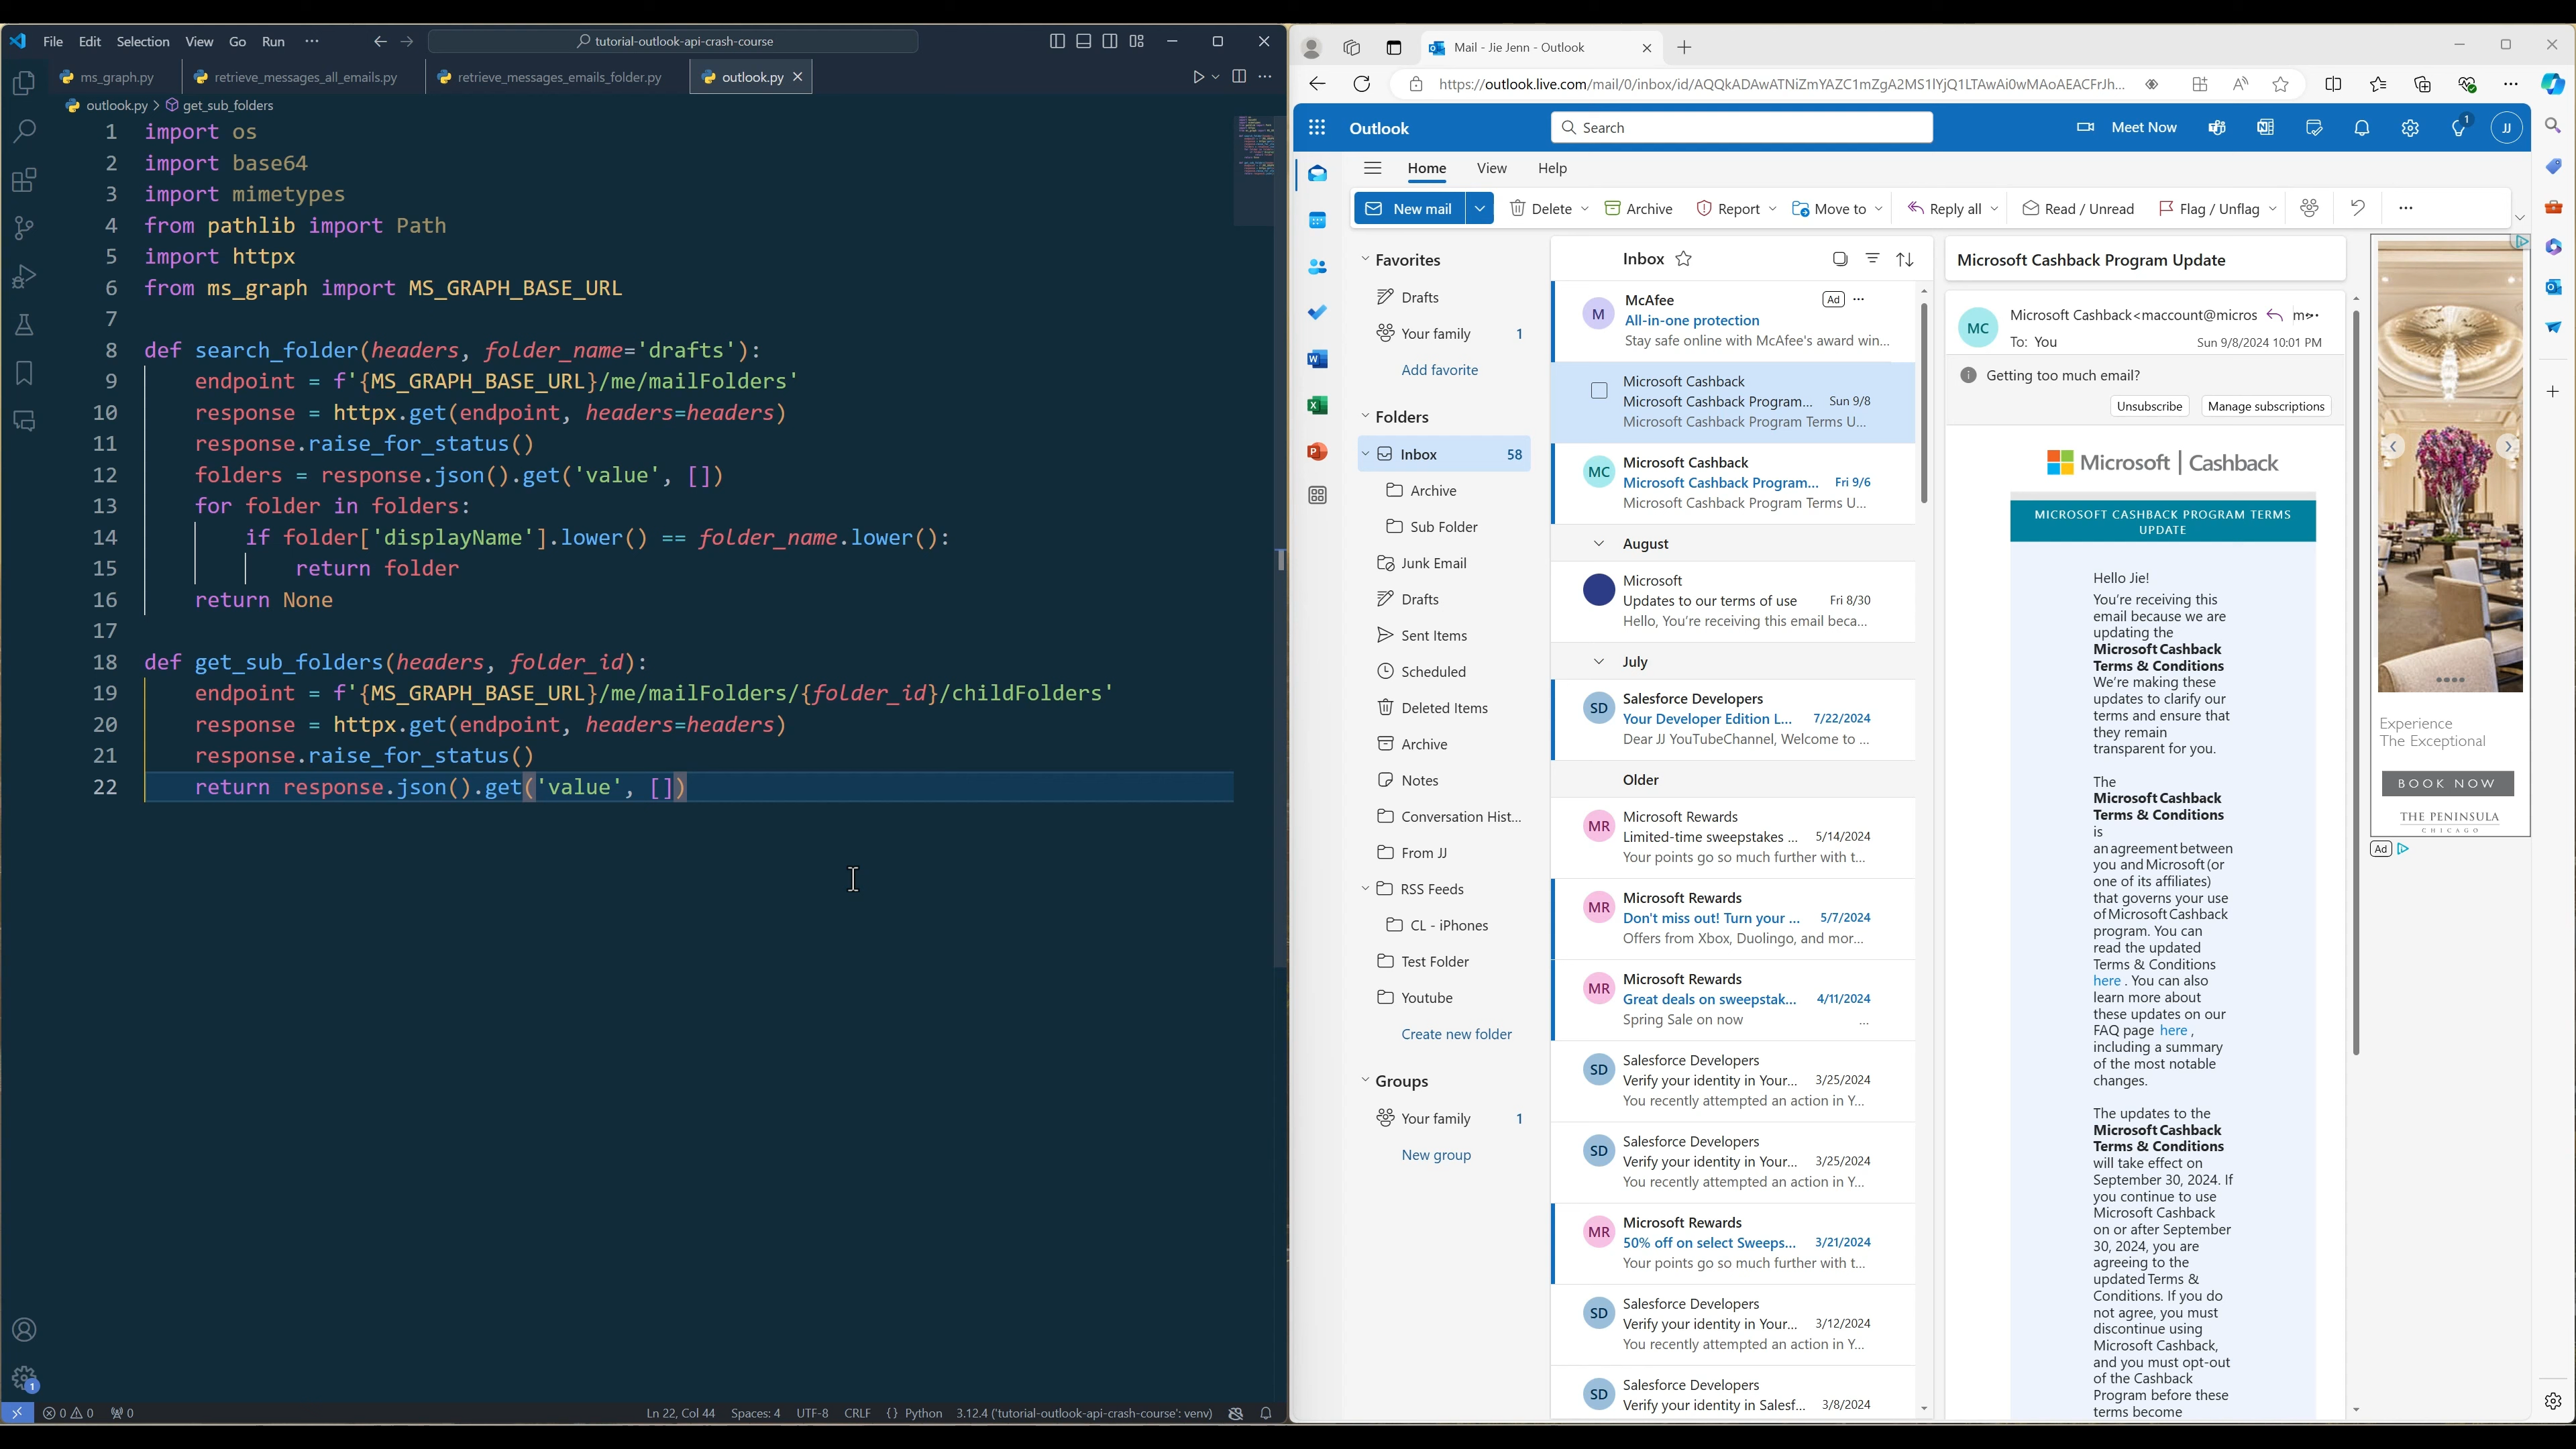 File Edit Selection View Go Run ···
tutorial-outlook-api-crash-course
ms_graph.py
retrieve_messages_all_emails.py
retrieve_messages_emails_folder.py
outlook.py
outlook.py > get_sub_folders
1 import os
2 import base64
3 import mimetypes
4 from pathlib import Path
5 import httpx
6 from ms_graph import MS_GRAPH_BASE_URL
7
8 def search_folder(headers, folder_name='drafts'):
9 endpoint = f'{MS_GRAPH_BASE_URL}/me/mailFolders'
10 response = httpx.get(endpoint, headers=headers)
11 response.raise_for_status()
12 folders = response.json().get('value', [])
13 for folder in folders:
14 if folder['displayName'].lower() == folder_name.lower():
15 return folder
16 return None
17
18 def get_sub_folders(headers, folder_id):
19 endpoint = f'{MS_GRAPH_BASE_URL}/me/mailFolders/{folder_id}/childFolders'
20 response = httpx.get(endpoint, headers=headers)
21 response.raise_for_status()
22 return response.json().get('value', [])
1
0 0 0
Ln 22, Col 44 Spaces: 4 UTF-8 CRLF {} Python 3.12.4 ('tutorial-outlook-api-crash-course': venv)
Mail - Jie Jenn - Outlook
https://outlook.live.com/mail/0/inbox/id/AQQkADAwATNiZmYAZC1mZgA2MS1lYjQ1LTAwAi0wMAoAEACFrJh...
Outlook
Search
Meet Now
1
JJ
Home View Help
New mail Delete Archive Report Move to Reply all Read / Unread Flag / Unflag ···
Favorites
Drafts
Your family 1
Add favorite
Folders
Inbox 58
Archive
Sub Folder
Junk Email
Drafts
Sent Items
Scheduled
Deleted Items
Archive
Notes
Conversation Hist...
From JJ
RSS Feeds
CL - iPhones
Test Folder
Youtube
Create new folder
Groups
Your family 1
New group
Inbox
M
McAfee
Ad
All-in-one protection
Stay safe online with McAfee's award win...
Microsoft Cashback
Microsoft Cashback Program... Sun 9/8
Microsoft Cashback Program Terms U...
MC
Microsoft Cashback
Microsoft Cashback Program... Fri 9/6
Microsoft Cashback Program Terms U...
August
Microsoft
Updates to our terms of use Fri 8/30
Hello, You're receiving this email beca...
July
SD
Salesforce Developers
Your Developer Edition L... 7/22/2024
Dear JJ YouTubeChannel, Welcome to ...
Older
MR
Microsoft Rewards
Limited-time sweepstakes ... 5/14/2024
Your points go so much further with t...
MR
Microsoft Rewards
Don't miss out! Turn your ... 5/7/2024
Offers from Xbox, Duolingo, and mor...
MR
Microsoft Rewards
Great deals on sweepstak... 4/11/2024
Spring Sale on now ...
SD
Salesforce Developers
Verify your identity in Your... 3/25/2024
You recently attempted an action in Y...
SD
Salesforce Developers
Verify your identity in Your... 3/25/2024
You recently attempted an action in Y...
MR
Microsoft Rewards
50% off on select Sweeps... 3/21/2024
Your points go so much further with t...
SD
Salesforce Developers
Verify your identity in Your... 3/12/2024
You recently attempted an action in Y...
SD
Salesforce Developers
Verify your identity in Salesf... 3/8/2024
Microsoft Cashback Program Update
MC
Microsoft Cashback<maccount@micros
To: You
Sun 9/8/2024 10:01 PM
Getting too much email?
Unsubscribe
Manage subscriptions
Microsoft | Cashback
MICROSOFT CASHBACK PROGRAM TERMS
UPDATE
Hello Jie!
You're receiving this
email because we are
updating the
Microsoft Cashback
Terms & Conditions
We're making these
updates to clarify our
terms and ensure that
they remain
transparent for you.
The
Microsoft Cashback
Terms & Conditions
is
an agreement between
you and Microsoft (or
one of its affiliates)
that governs your use
of Microsoft Cashback
program. You can
read the updated
Terms & Conditions
here . You can also
learn more about
these updates on our
FAQ page here ,
including a summary
of the most notable
changes.
The updates to the
Microsoft Cashback
Terms & Conditions
will take effect on
September 30, 2024. If
you continue to use
Microsoft Cashback
on or after September
30, 2024, you are
agreeing to the
updated Terms &
Conditions. If you do
not agree, you must
discontinue using
Microsoft Cashback,
and you must opt-out
of the Cashback
Program before these
terms become
Experience
The Exceptional
BOOK NOW
THE PENINSULA
CHICAGO
Ad